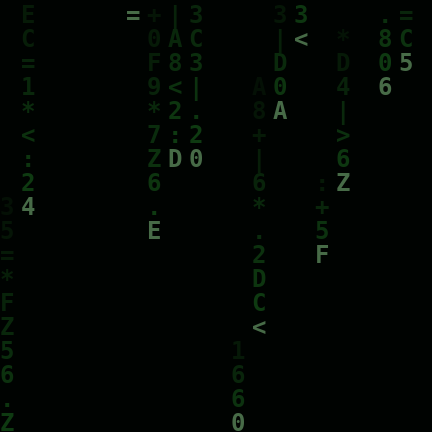 E = + | 3 3 3 . =
C 0 A C | < * 8 C
= F 8 3 D D 0 5
1 9 < | A 0 4 6
* * 2 . 8 A |
< 7 : 2 + >
: Z D 0 | 6
2 6 6 : Z
3 4 . * +
5 E . 5
= 2 F
* D
F C
Z <
5 1
6 6
. 6
Z 0